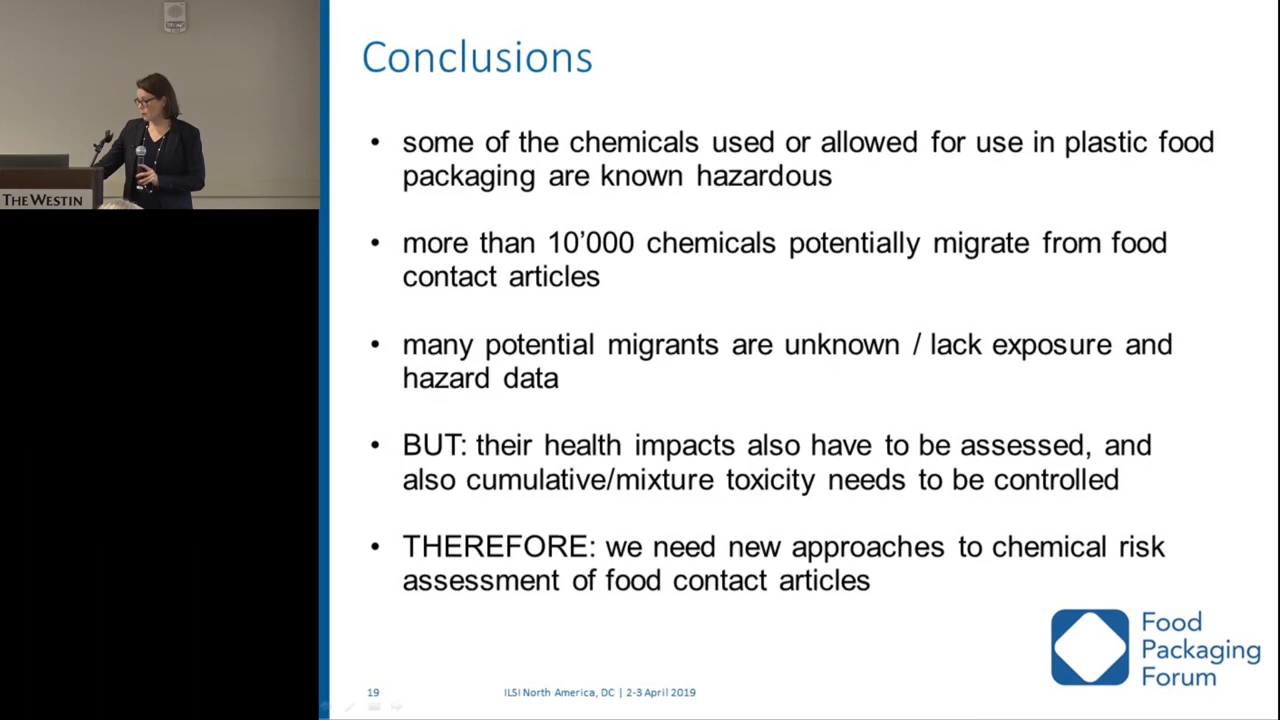 THE WESTIN
Conclusions
• some of the chemicals used or allowed for use in plastic food
packaging are known hazardous
• more than 10’000 chemicals potentially migrate from food
contact articles
• many potential migrants are unknown / lack exposure and
hazard data
• BUT: their health impacts also have to be assessed, and
also cumulative/mixture toxicity needs to be controlled
• THEREFORE: we need new approaches to chemical risk
assessment of food contact articles
Food
Packaging
Forum
19
ILSI North America, DC | 2-3 April 2019